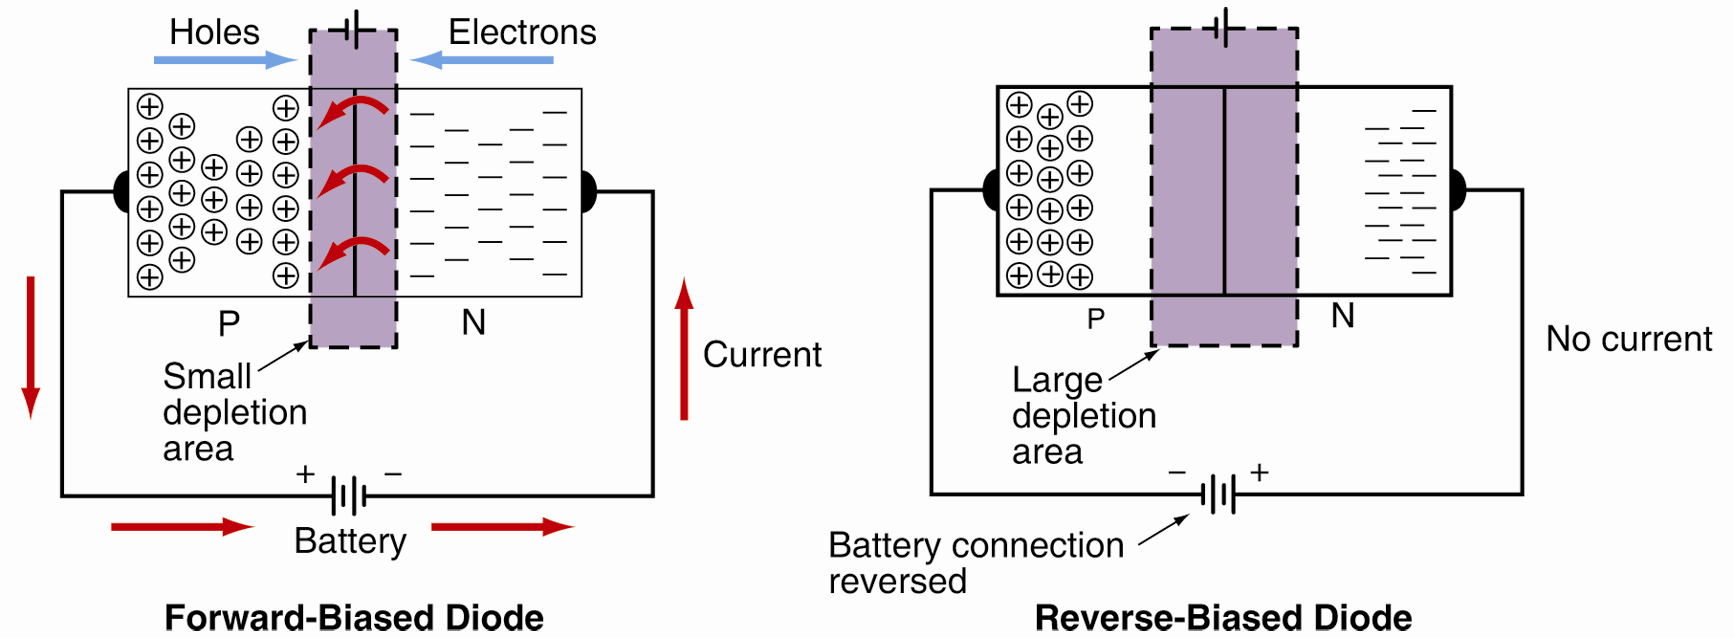 Holes
Electrons
P
N
Small
depletion
area
Current
+ −
Battery
Forward-Biased Diode
P
N
Large
depletion
area
No current
− +
Battery connection
reversed
Reverse-Biased Diode